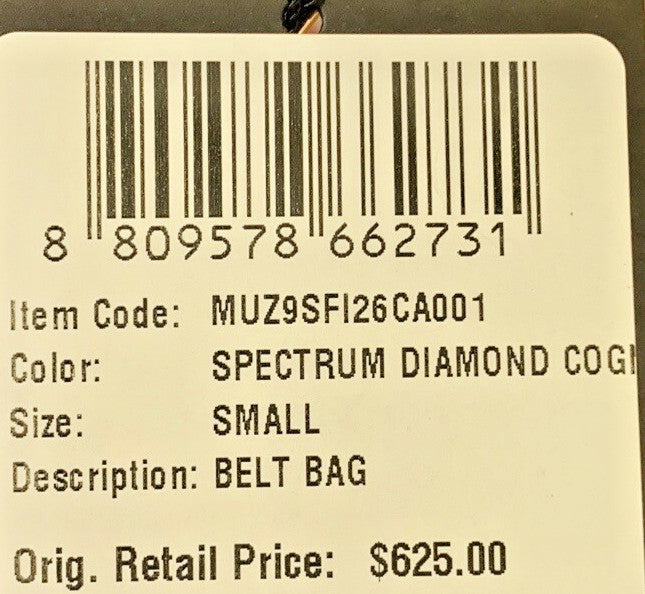 8 809578 662731
Item Code: MUZ9SFI26CA001
Color: SPECTRUM DIAMOND
Size: SMALL
Description: BELT BAG
Orig. Retail Price: $625.00